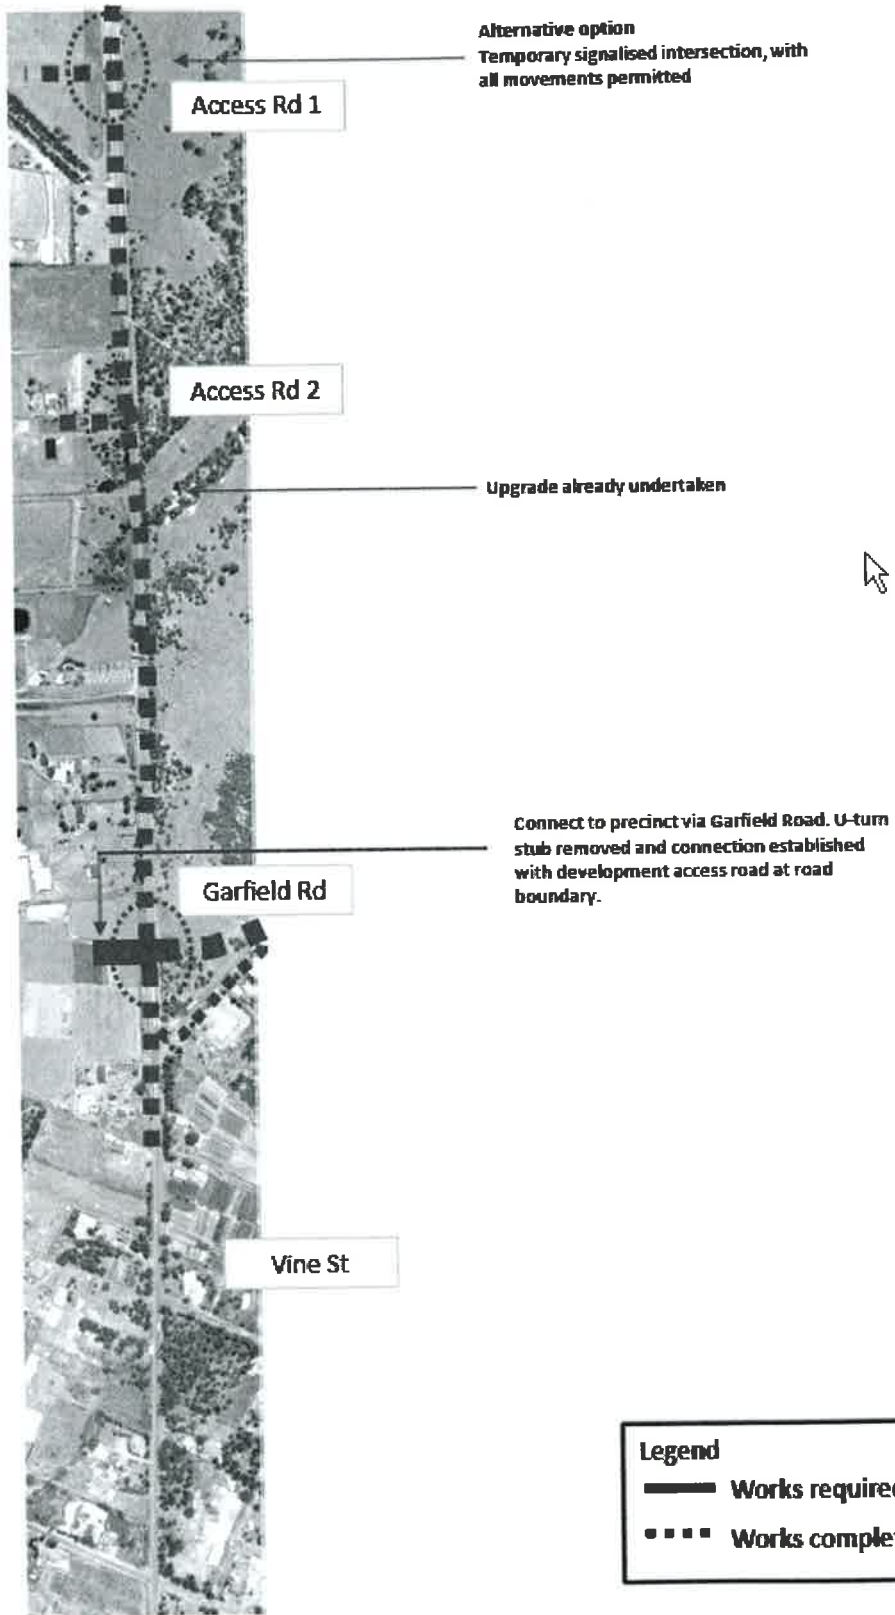 Alternative option
Temporary signalised intersection, with
all movements permitted
Access Rd 1
Access Rd 2
Upgrade already undertaken
Connect to precinct via Garfield Road. U-turn
stub removed and connection established
with development access road at road
boundary.
Garfield Rd
Vine St
Legend
Works required
Works comple